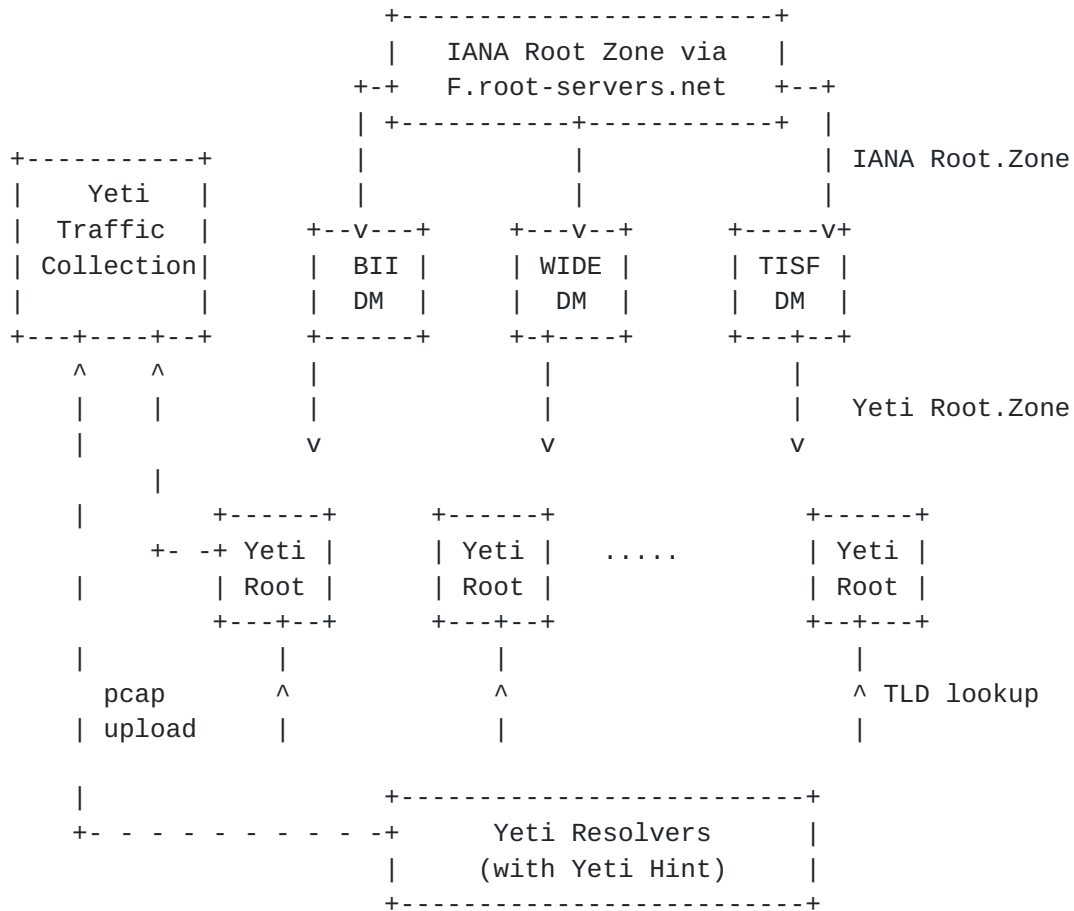 IANA Root Zone via
F.root-servers.net
IANA Root.Zone
Yeti
Traffic
Collection
BII
DM
WIDE
DM
TISF
DM
Yeti Root.Zone
Yeti
Root
Yeti
Root
.....
Yeti
Root
pcap
upload
TLD lookup
Yeti Resolvers
(with Yeti Hint)